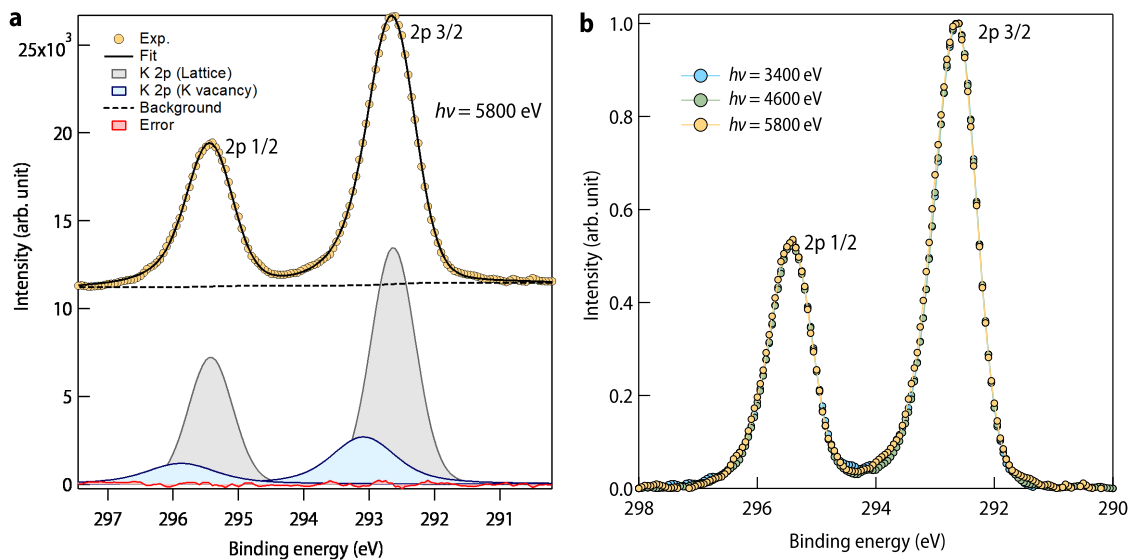 a
25x10³
20
15
10
5
0
Intensity (arb. unit)
Exp.
Fit
K 2p (Lattice)
K 2p (K vacancy)
Background
Error
2p 3/2
hν = 5800 eV
2p 1/2
297
296
295
294
293
292
291
Binding energy (eV)
b
1.0
0.8
0.6
0.4
0.2
0.0
Intensity (arb. unit)
hν = 3400 eV
hν = 4600 eV
hν = 5800 eV
2p 3/2
2p 1/2
298
296
294
292
290
Binding energy (eV)